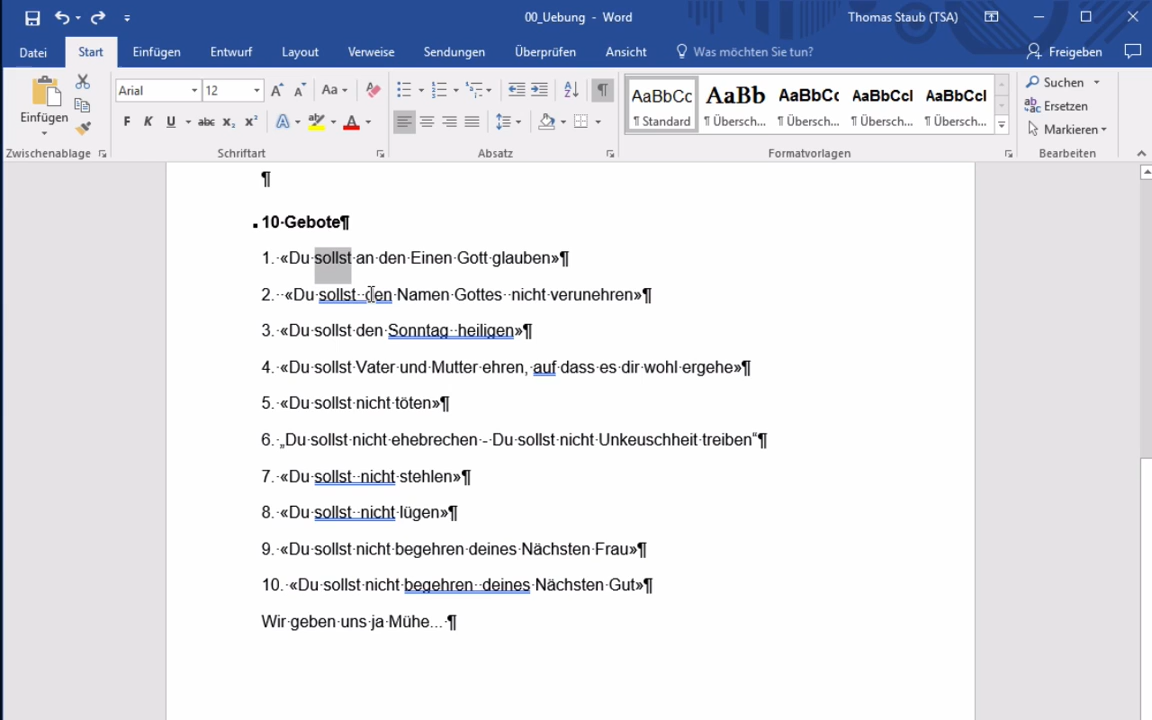 00_Uebung - Word
Thomas Staub (TSA)
Datei Start Einfügen Entwurf Layout Verweise Sendungen Überprüfen Ansicht Was möchten Sie tun? Freigeben
Einfügen
Zwischenablage
Arial 12 Aa
F K U abc x₂ x² A ab A
Schriftart
Absatz
AaBbCc AaBb AaBbCc AaBbCcI AaBbCcI
¶ Standard ¶ Übersch... ¶ Übersch... ¶ Übersch... ¶ Übersch...
Formatvorlagen
Suchen
Ersetzen
Markieren
Bearbeiten
¶
10·Gebote¶
1.·«Du·sollst·an·den·Einen·Gott·glauben»¶
2.··«Du·sollst··den·Namen·Gottes··nicht·verunehren»¶
3.·«Du·sollst·den·Sonntag··heiligen»¶
4.·«Du·sollst·Vater·und·Mutter·ehren,·auf·dass·es·dir·wohl·ergehe»¶
5.·«Du·sollst·nicht·töten»¶
6.·„Du·sollst·nicht·ehebrechen·-·Du·sollst·nicht·Unkeuschheit·treiben“¶
7.·«Du·sollst··nicht·stehlen»¶
8.·«Du·sollst··nicht·lügen»¶
9.·«Du·sollst·nicht·begehren·deines·Nächsten·Frau»¶
10.·«Du·sollst·nicht·begehren··deines·Nächsten·Gut»¶
Wir·geben·uns·ja·Mühe...·¶